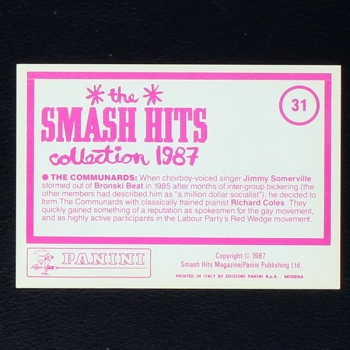 the
31
SMASH HITS
collection 1987
● THE COMMUNARDS: When choirboy-voiced singer Jimmy Somerville
stormed out of Bronski Beat in 1985 after months of inter-group bickering (the
other members had described him as "a million dollar socialist"), he decided to
form The Communards with classically trained pianist Richard Coles. They
quickly gained something of a reputation as spokesmen for the gay movement,
and as highly active participants in the Labour Party's Red Wedge movement.
PANINI
Copyright © 1987
Smash Hits Magazine/Panini Publishing Ltd.
PRINTED IN ITALY BY EDIZIONI PANINI S.p.A. - MODENA